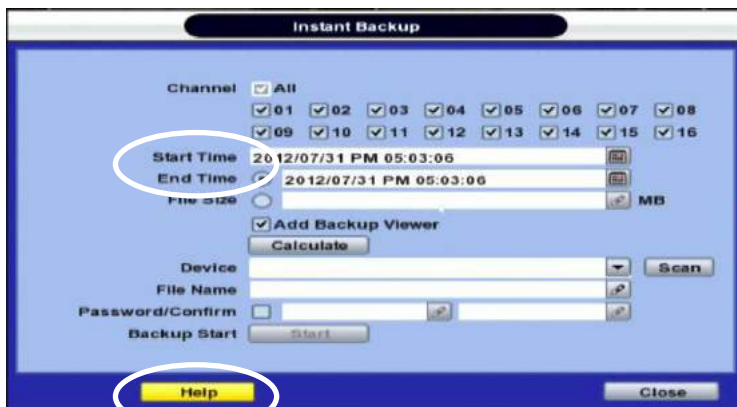 Instant Backup
Channel All
01 02 03 04 05 06 07 08
09 10 11 12 13 14 15 16
Start Time 2012/07/31 PM 05:03:06
End Time 2012/07/31 PM 05:03:06
File Size MB
Add Backup Viewer
Calculate
Device Scan
File Name
Password/Confirm
Backup Start Start
Help Close